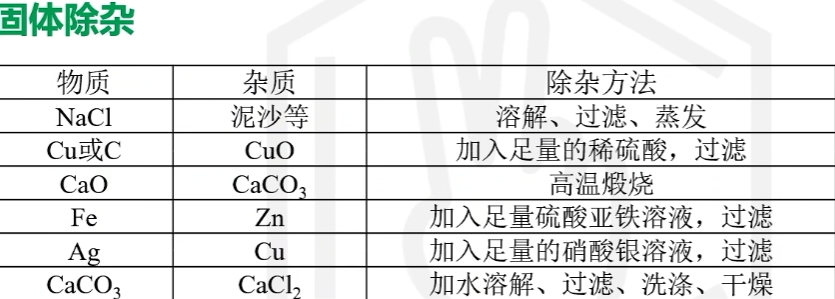 固体除杂
物质 杂质 除杂方法
NaCl 泥沙等 溶解、过滤、蒸发
Cu或C CuO 加入足量的稀硫酸，过滤
CaO CaCO₃ 高温煅烧
Fe Zn 加入足量硫酸亚铁溶液，过滤
Ag Cu 加入足量的硝酸银溶液，过滤
CaCO₃ CaCl₂ 加水溶解、过滤、洗涤、干燥